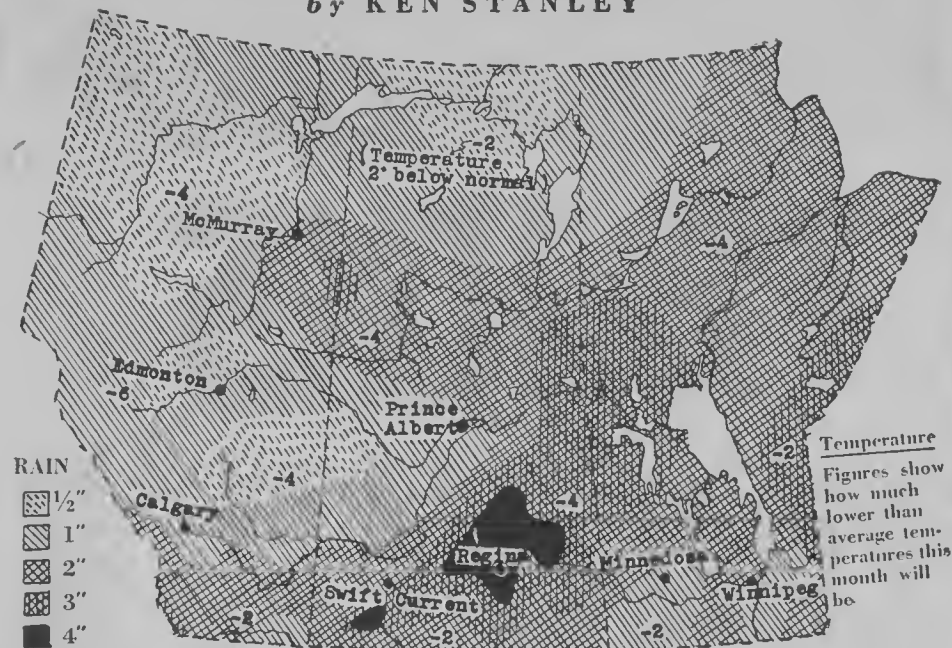 by KEN STANLEY
-2
(Temperature
2° below normal)
-4
McMurray
-4
-4
Edmonton
-6
Prince
Albert
-4
-2
Calgary
-4
Regina
Minnedosa
Swift Current
Winnipeg
-2
-2
-2
RAIN
½"
1"
2"
3"
4"
Temperature
Figures show
how much
lower than
average tem-
peratures this
month will
be